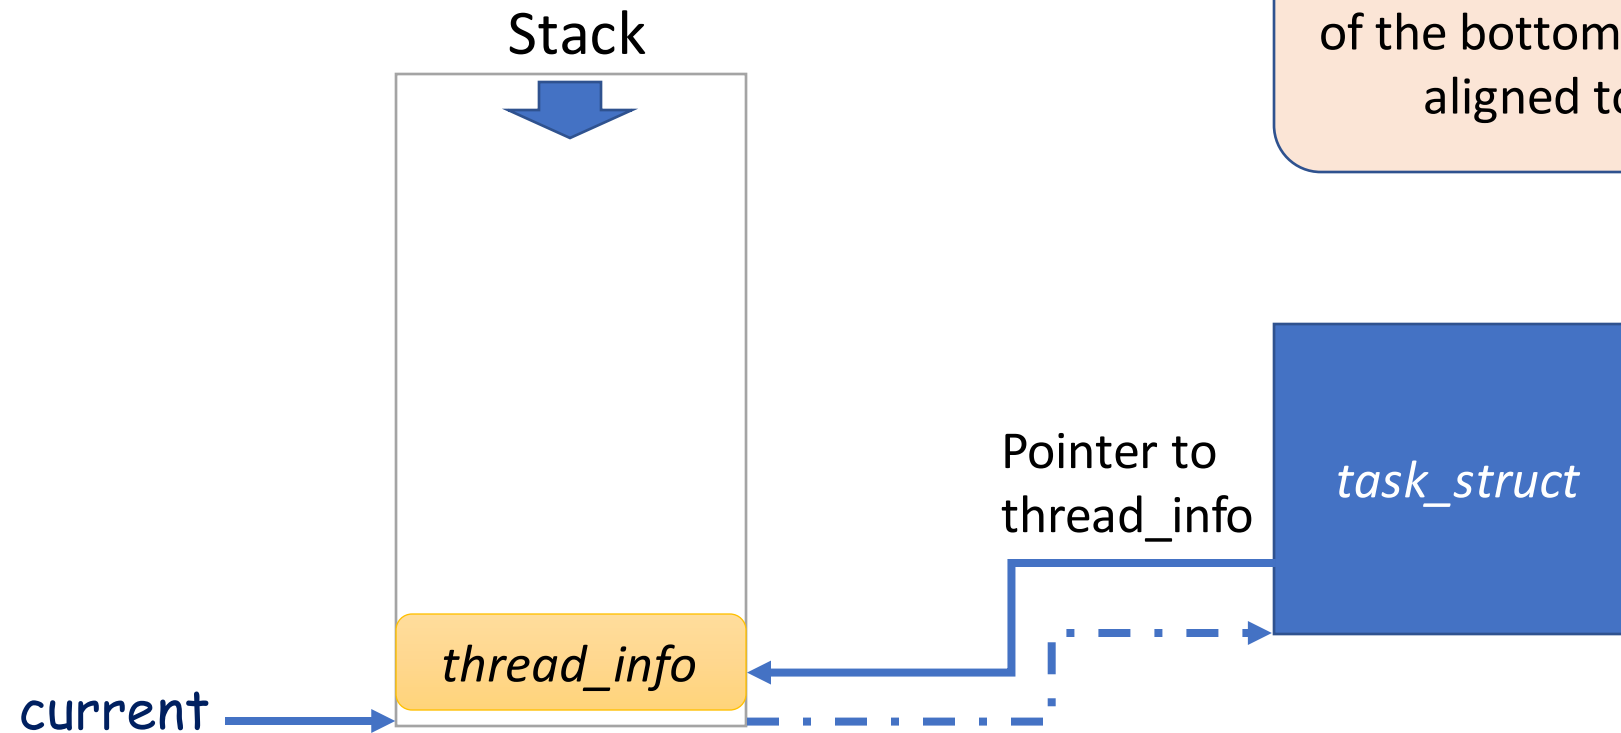 Stack
of the bottom
aligned to
Pointer to
thread_info
task_struct
thread_info
current